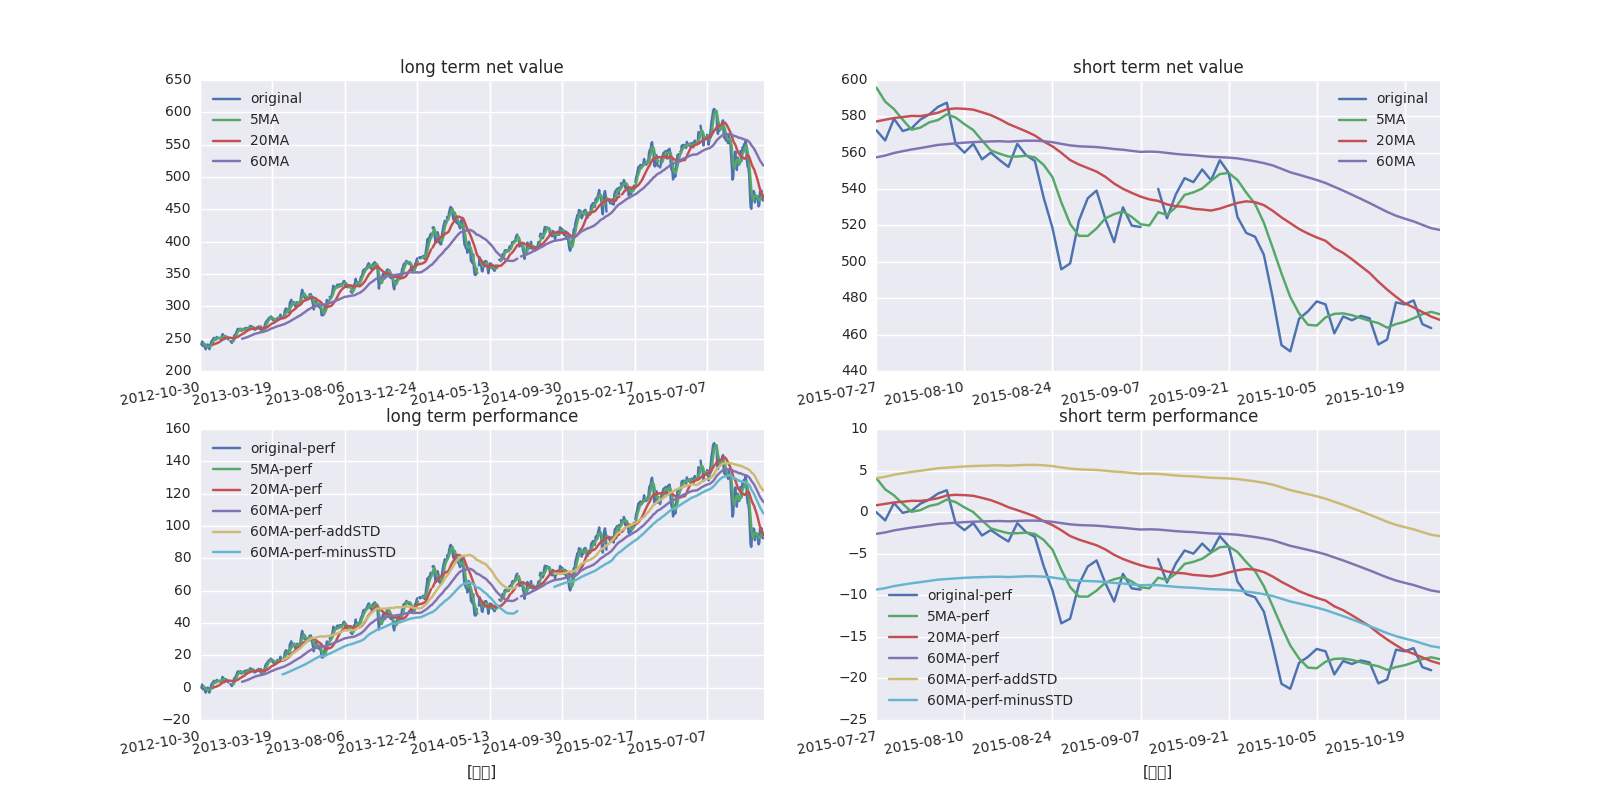 long term net value
650
600
550
500
450
400
350
300
250
200
original
5MA
20MA
60MA
2012-10-30
2013-03-19
2013-08-06
2013-12-24
2014-05-13
2014-09-30
2015-02-17
2015-07-07
short term net value
600
580
560
540
520
500
480
460
440
original
5MA
20MA
60MA
2015-07-27
2015-08-10
2015-08-24
2015-09-07
2015-09-21
2015-10-05
2015-10-19
long term performance
160
140
120
100
80
60
40
20
0
−20
original-perf
5MA-perf
20MA-perf
60MA-perf
60MA-perf-addSTD
60MA-perf-minusSTD
2012-10-30
2013-03-19
2013-08-06
2013-12-24
2014-05-13
2014-09-30
2015-02-17
2015-07-07
short term performance
10
5
0
−5
−10
−15
−20
−25
original-perf
5MA-perf
20MA-perf
60MA-perf
60MA-perf-addSTD
60MA-perf-minusSTD
2015-07-27
2015-08-10
2015-08-24
2015-09-07
2015-09-21
2015-10-05
2015-10-19